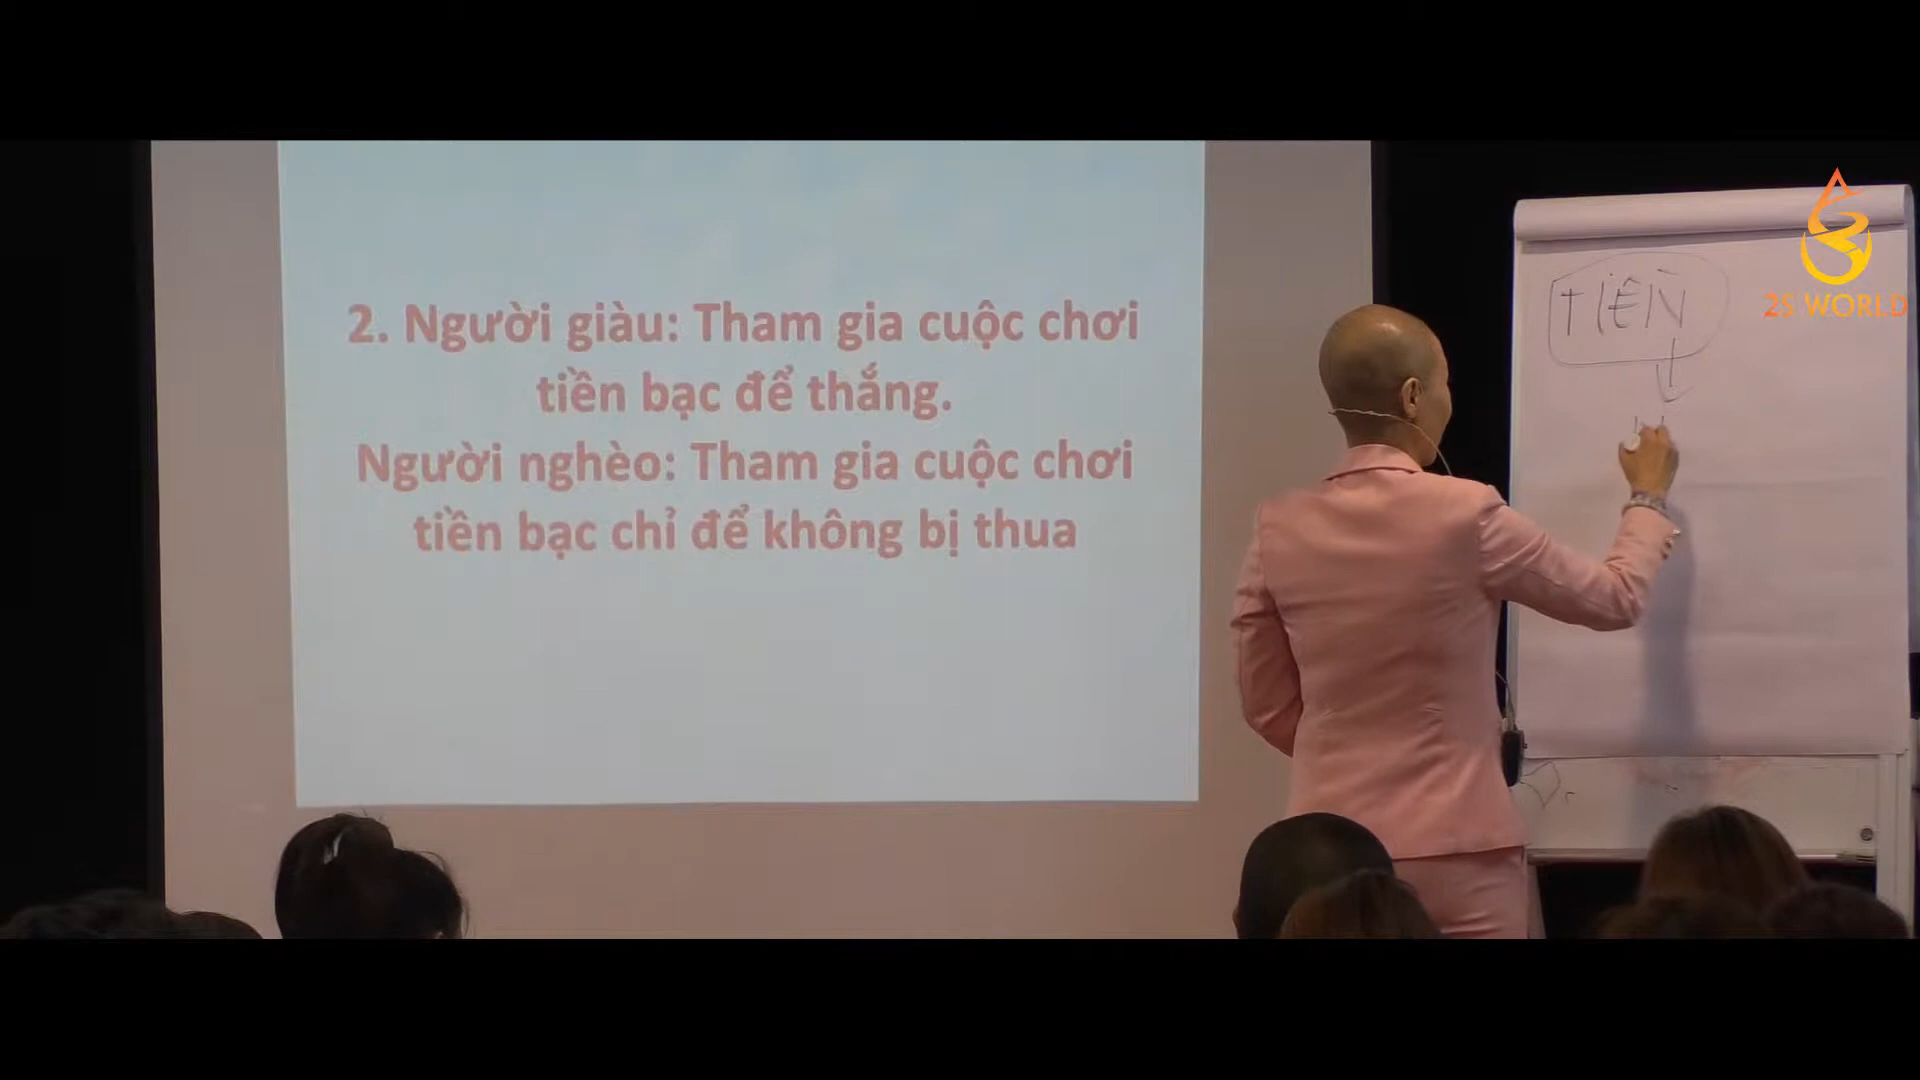 2. Người giàu: Tham gia cuộc chơi
tiền bạc để thắng.
Người nghèo: Tham gia cuộc chơi
tiền bạc chỉ để không bị thua
TIỀN
2S WORLD